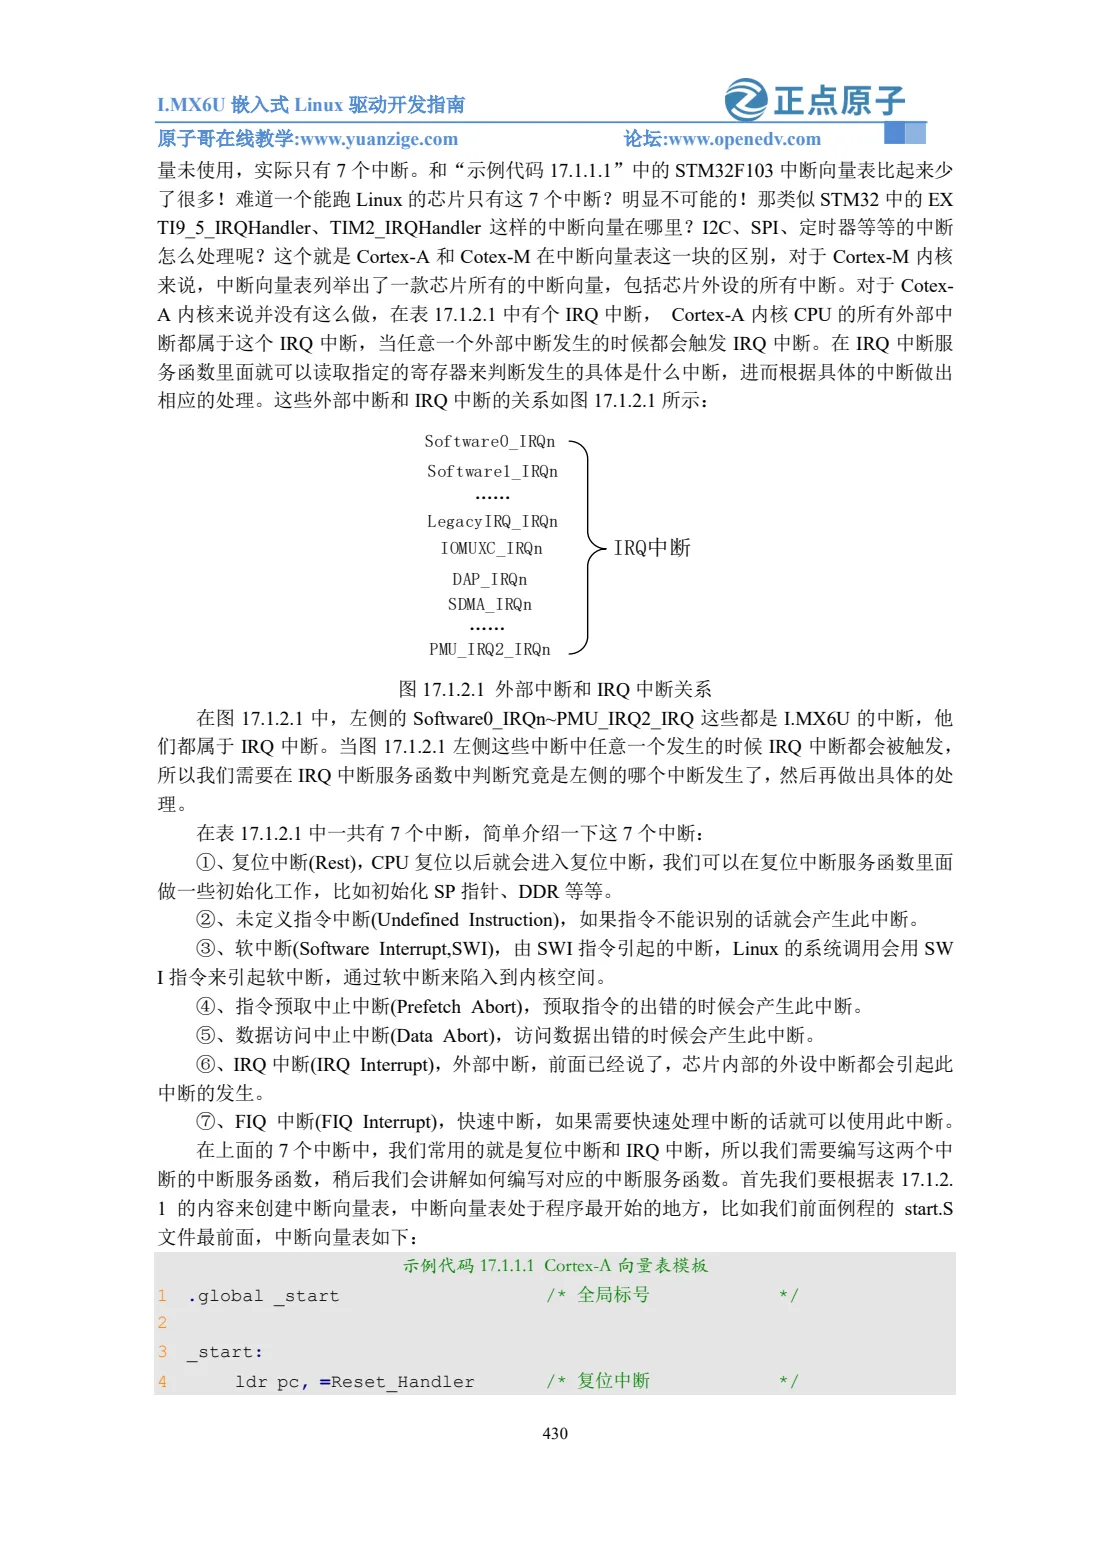 I.MX6U 嵌入式 Linux 驱动开发指南
正点原子
原子哥在线教学:www.yuanzige.com 论坛:www.openedv.com
量未使用，实际只有 7 个中断。和“示例代码 17.1.1.1”中的 STM32F103 中断向量表比起来少
了很多！难道一个能跑 Linux 的芯片只有这 7 个中断？明显不可能的！那类似 STM32 中的 EX
TI9_5_IRQHandler、TIM2_IRQHandler 这样的中断向量在哪里？I2C、SPI、定时器等等的中断
怎么处理呢？这个就是 Cortex-A 和 Cotex-M 在中断向量表这一块的区别，对于 Cortex-M 内核
来说，中断向量表列举出了一款芯片所有的中断向量，包括芯片外设的所有中断。对于 Cotex-
A 内核来说并没有这么做，在表 17.1.2.1 中有个 IRQ 中断， Cortex-A 内核 CPU 的所有外部中
断都属于这个 IRQ 中断，当任意一个外部中断发生的时候都会触发 IRQ 中断。在 IRQ 中断服
务函数里面就可以读取指定的寄存器来判断发生的具体是什么中断，进而根据具体的中断做出
相应的处理。这些外部中断和 IRQ 中断的关系如图 17.1.2.1 所示：
Software0_IRQn
Software1_IRQn
……
LegacyIRQ_IRQn
IOMUXC_IRQn
IRQ中断
DAP_IRQn
SDMA_IRQn
……
PMU_IRQ2_IRQn
图 17.1.2.1 外部中断和 IRQ 中断关系
在图 17.1.2.1 中，左侧的 Software0_IRQn~PMU_IRQ2_IRQ 这些都是 I.MX6U 的中断，他
们都属于 IRQ 中断。当图 17.1.2.1 左侧这些中断中任意一个发生的时候 IRQ 中断都会被触发，
所以我们需要在 IRQ 中断服务函数中判断究竟是左侧的哪个中断发生了，然后再做出具体的处
理。
在表 17.1.2.1 中一共有 7 个中断，简单介绍一下这 7 个中断：
①、复位中断(Rest)，CPU 复位以后就会进入复位中断，我们可以在复位中断服务函数里面
做一些初始化工作，比如初始化 SP 指针、DDR 等等。
②、未定义指令中断(Undefined Instruction)，如果指令不能识别的话就会产生此中断。
③、软中断(Software Interrupt,SWI)，由 SWI 指令引起的中断，Linux 的系统调用会用 SW
I 指令来引起软中断，通过软中断来陷入到内核空间。
④、指令预取中止中断(Prefetch Abort)，预取指令的出错的时候会产生此中断。
⑤、数据访问中止中断(Data Abort)，访问数据出错的时候会产生此中断。
⑥、IRQ 中断(IRQ Interrupt)，外部中断，前面已经说了，芯片内部的外设中断都会引起此
中断的发生。
⑦、FIQ 中断(FIQ Interrupt)，快速中断，如果需要快速处理中断的话就可以使用此中断。
在上面的 7 个中断中，我们常用的就是复位中断和 IRQ 中断，所以我们需要编写这两个中
断的中断服务函数，稍后我们会讲解如何编写对应的中断服务函数。首先我们要根据表 17.1.2.
1 的内容来创建中断向量表，中断向量表处于程序最开始的地方，比如我们前面例程的 start.S
文件最前面，中断向量表如下：
示例代码 17.1.1.1 Cortex-A 向量表模板
1 .global _start /* 全局标号 */
2
3 _start:
4 ldr pc, =Reset_Handler /* 复位中断 */
430